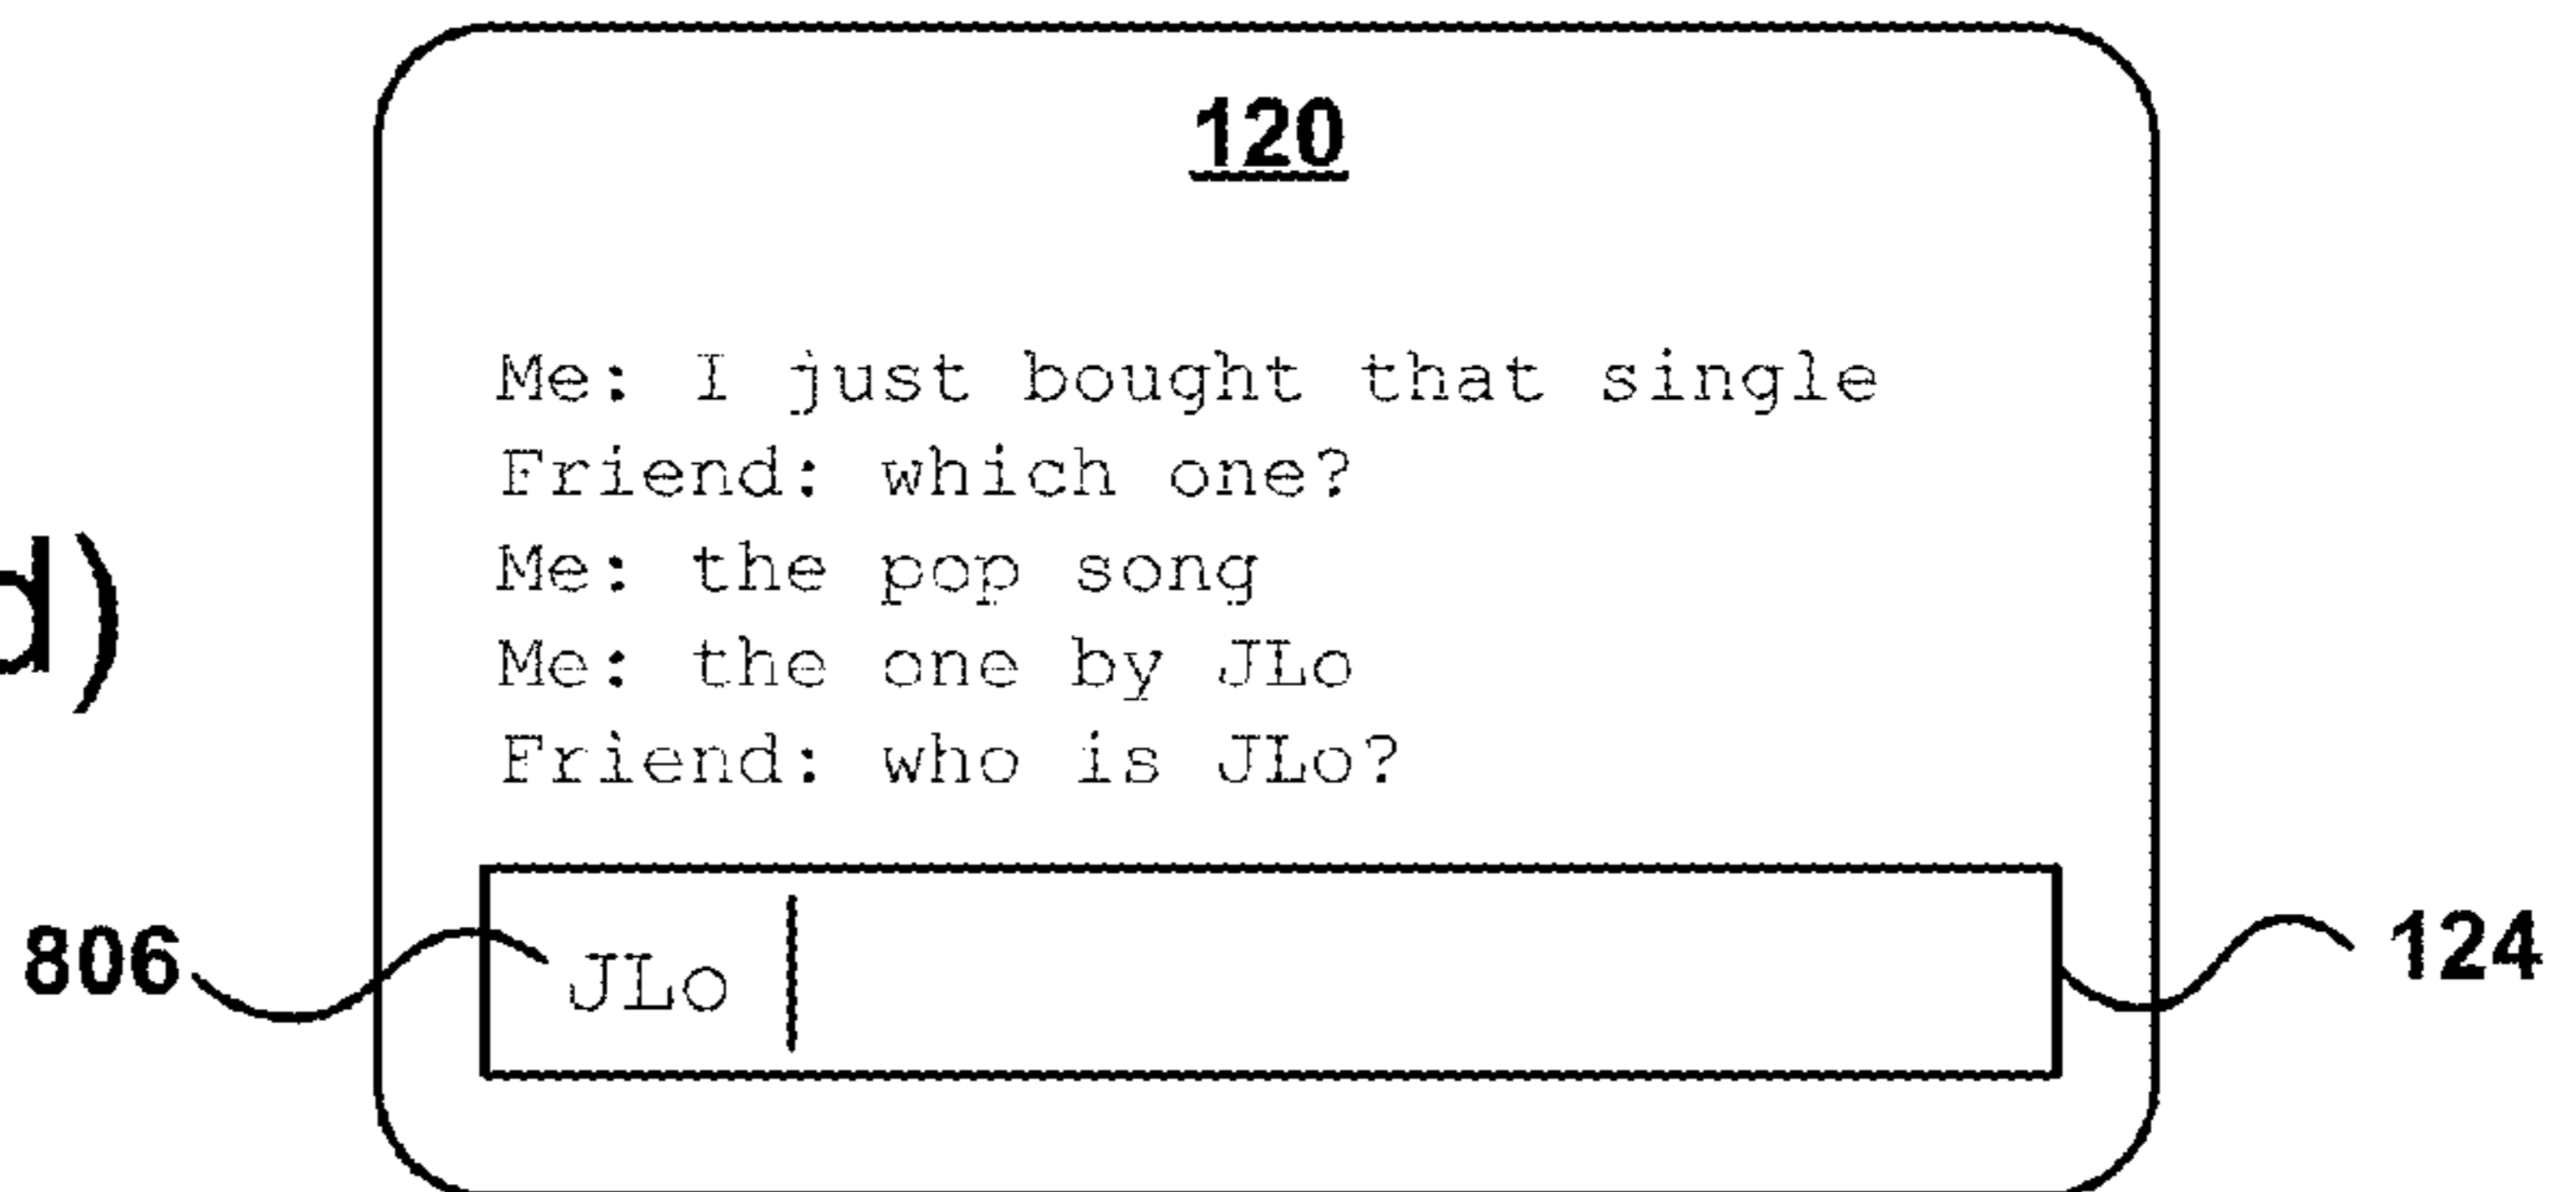 120
Me: I just bought that single
Friend: which one?
Me: the pop song
Me: the one by JLo
Friend: who is JLo?
d)
806
JLo
124